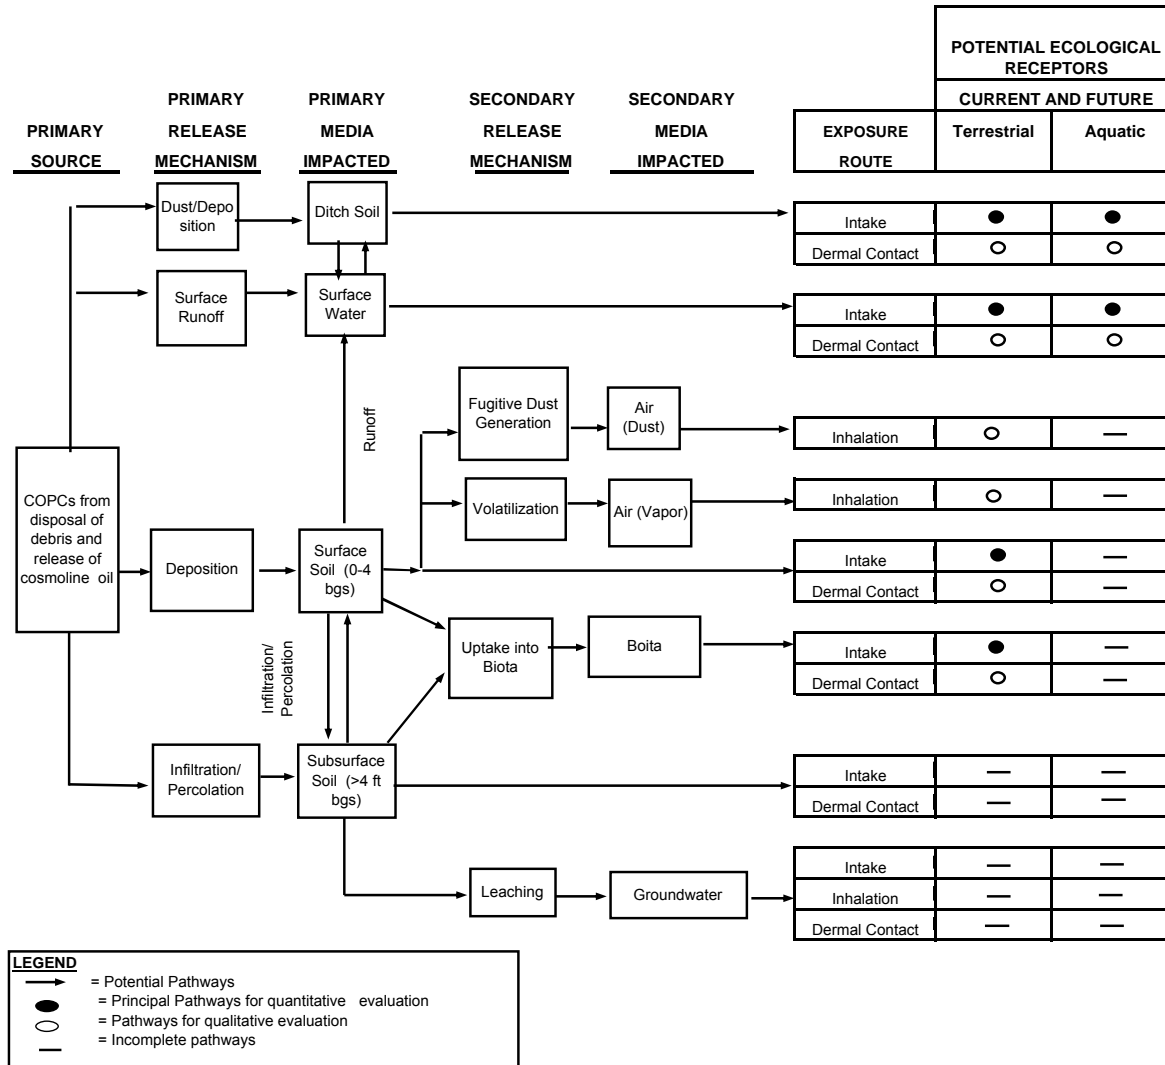 POTENTIAL ECOLOGICAL
RECEPTORS
PRIMARY
PRIMARY
SECONDARY
SECONDARY
CURRENT AND FUTURE
PRIMARY
RELEASE
MEDIA
RELEASE
MEDIA
EXPOSURE
Terrestrial
Aquatic
SOURCE
MECHANISM
IMPACTED
MECHANISM
IMPACTED
ROUTE
Dust/Depo
sition
Ditch Soil
Intake
Dermal Contact
Surface
Runoff
Surface
Water
Intake
Dermal Contact
Runoff
Fugitive Dust
Generation
Air
(Dust)
Inhalation
Volatilization
Air (Vapor)
Inhalation
COPCs from
disposal of
debris and
release of
cosmoline oil
Deposition
Surface
Soil (0-4
bgs)
Intake
Dermal Contact
Infiltration/
Percolation
Uptake into
Biota
Boita
Intake
Dermal Contact
Infiltration/
Percolation
Subsurface
Soil (>4 ft
bgs)
Intake
Dermal Contact
Leaching
Groundwater
Intake
Inhalation
Dermal Contact
LEGEND
= Potential Pathways
= Principal Pathways for quantitative evaluation
= Pathways for qualitative evaluation
= Incomplete pathways